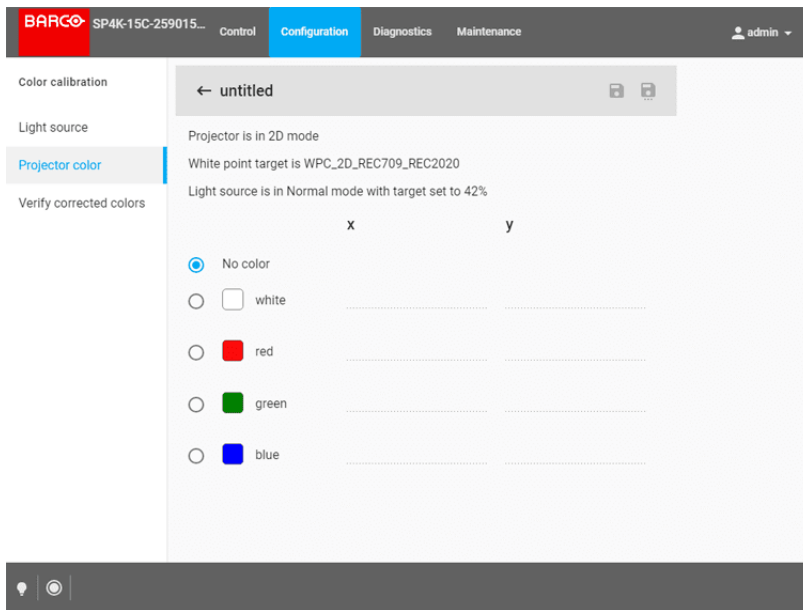 BARCO SP4K-15C-259015... Control Configuration Diagnostics Maintenance admin
Color calibration
untitled
Light source
Projector is in 2D mode
Projector color
White point target is WPC_2D_REC709_REC2020
Light source is in Normal mode with target set to 42%
Verify corrected colors
x y
No color
white
red
green
blue